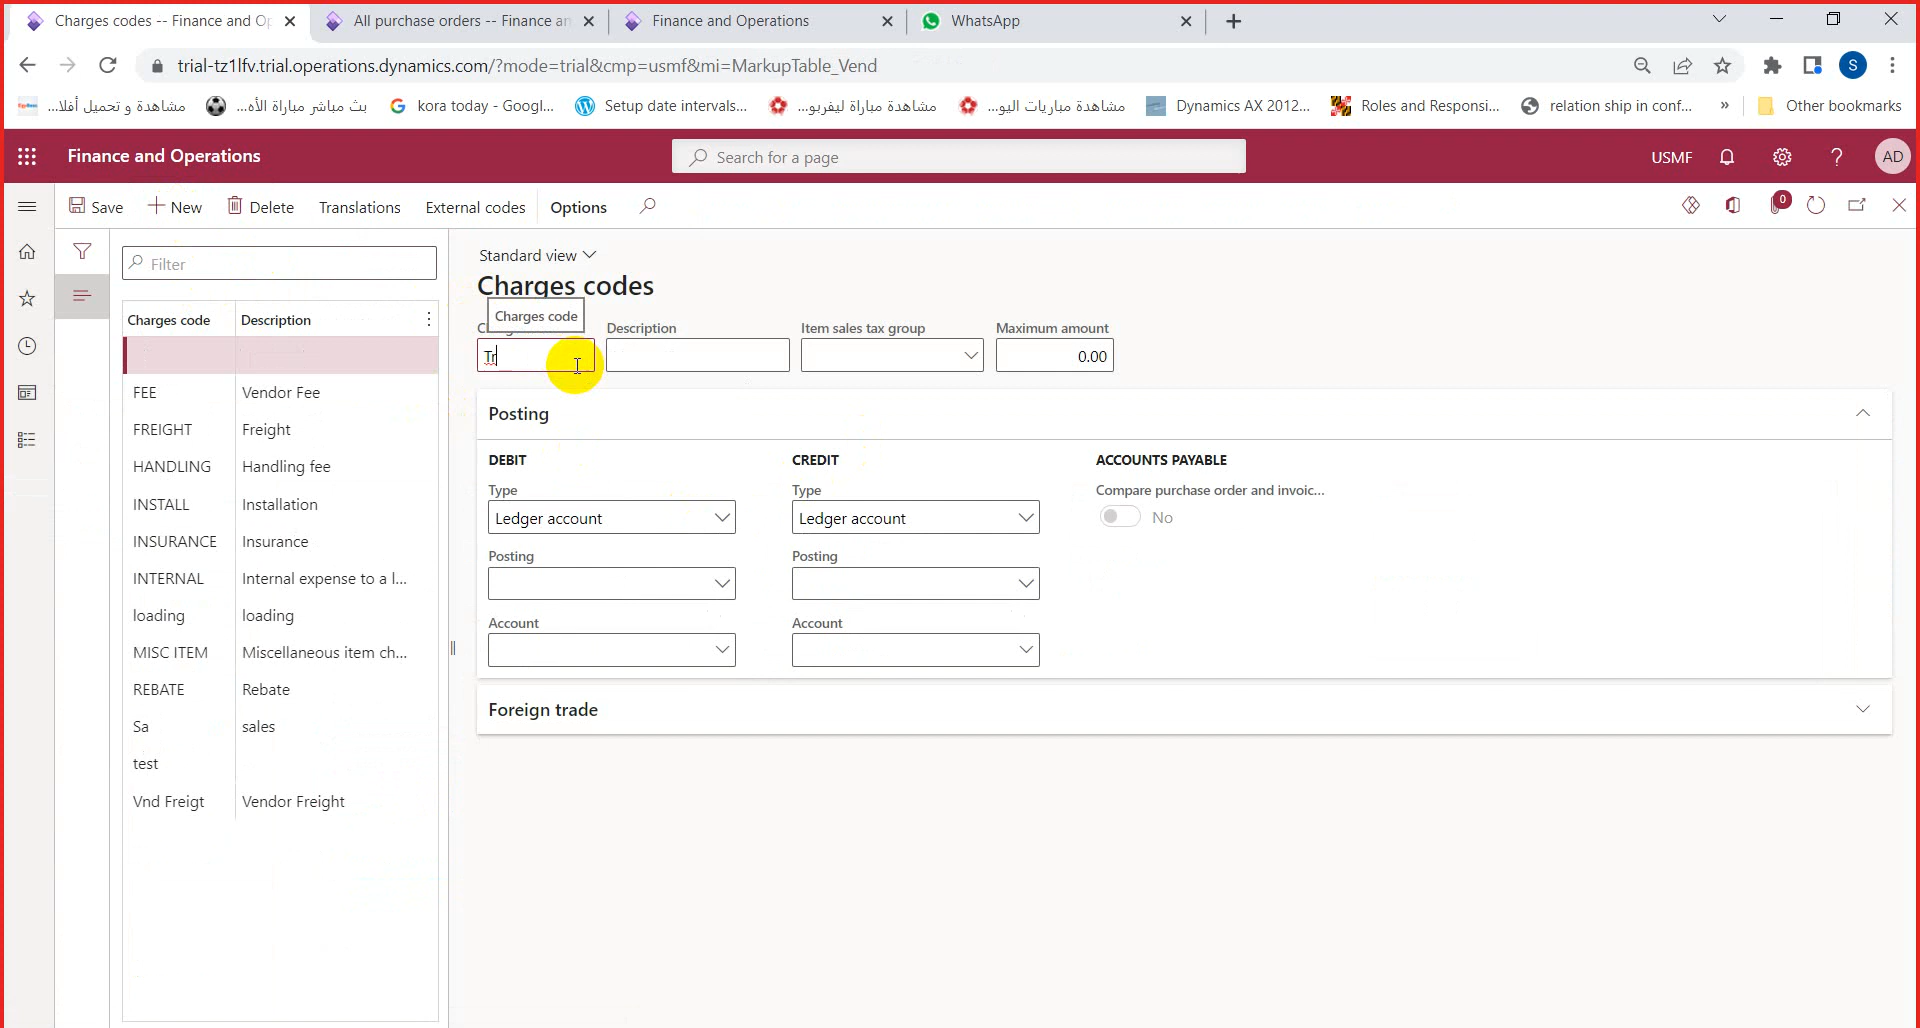 Charges codes -- Finance and Op
All purchase orders -- Finance an
Finance and Operations
WhatsApp
trial-tz1lfv.trial.operations.dynamics.com/?mode=trial&cmp=usmf&mi=MarkupTable_Vend
S
مشاهدة و تحميل أفلا...
بث مباشر مباراة الأه...
kora today - Googl...
Setup date intervals...
مشاهدة مباراة ليفربو...
مشاهدة مباريات اليو...
Dynamics AX 2012...
Roles and Responsi...
relation ship in conf...
»
Other bookmarks
Finance and Operations
Search for a page
USMF
?
AD
Save
New
Delete
Translations
External codes
Options
0
Filter
Charges code Description
FEE Vendor Fee
FREIGHT Freight
HANDLING Handling fee
INSTALL Installation
INSURANCE Insurance
INTERNAL Internal expense to a l...
loading loading
MISC ITEM Miscellaneous item ch...
REBATE Rebate
Sa sales
test
Vnd Freigt Vendor Freight
Standard view
Charges codes
Charges code
Description
Item sales tax group
Maximum amount
Tr
0.00
Posting
DEBIT
CREDIT
ACCOUNTS PAYABLE
Type
Type
Compare purchase order and invoic...
Ledger account
Ledger account
No
Posting
Posting
Account
Account
Foreign trade